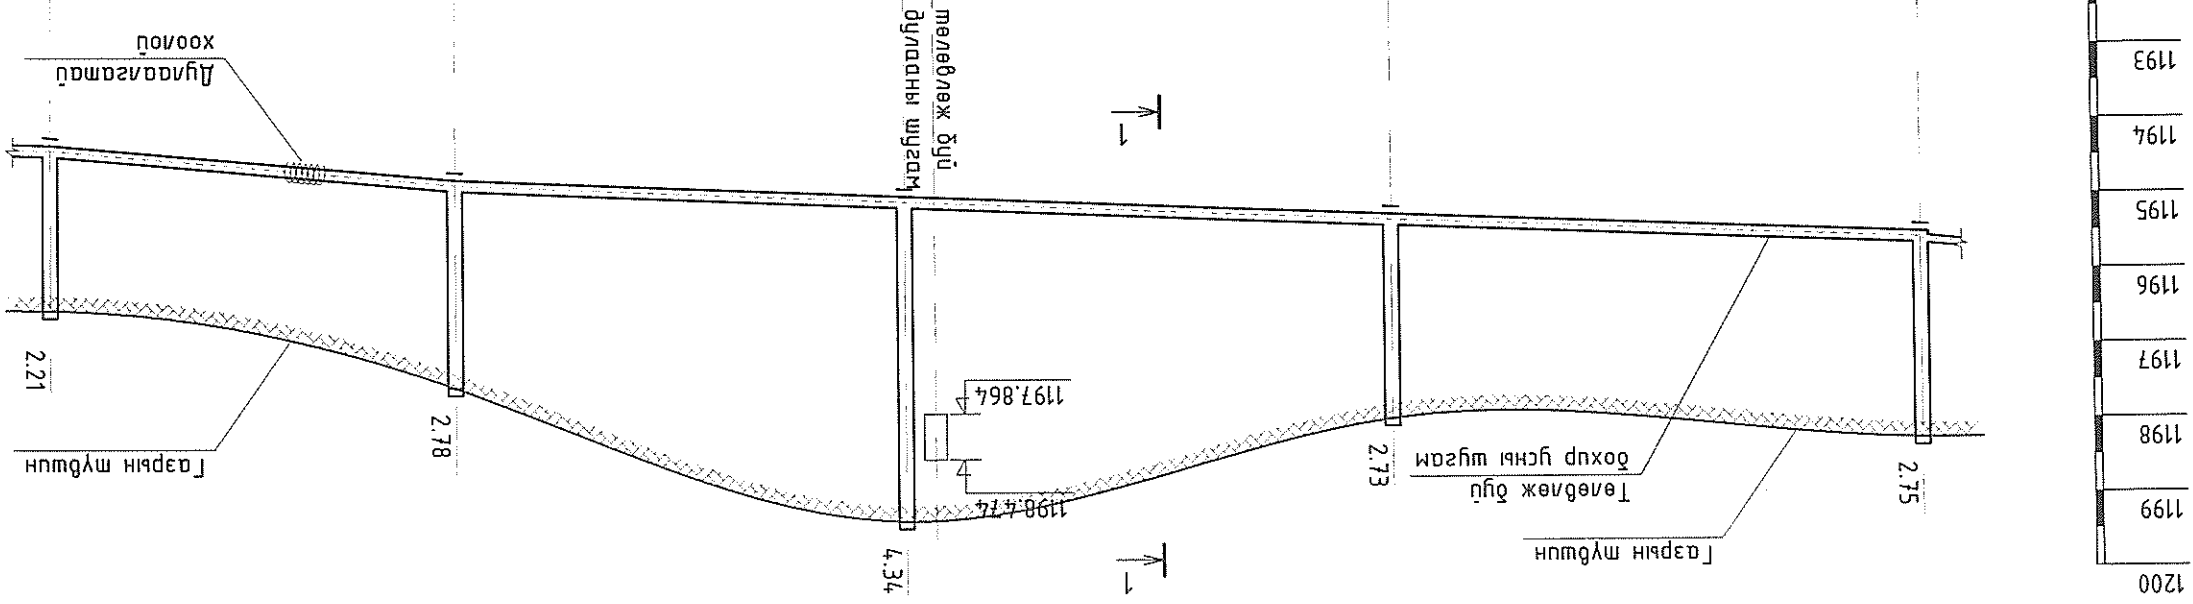 1200
1199
1198
1197
1196
1195
1194
1193
Газрын түвшин
Төлөвлөж буй
бохир усны шугам
2.75
2.73
1
1198.474
1197.864
4.34
2.78
Газрын түвшин
2.21
төлөвлөж буй
дулааны шугам
1
Дулаалгатай
хоолой